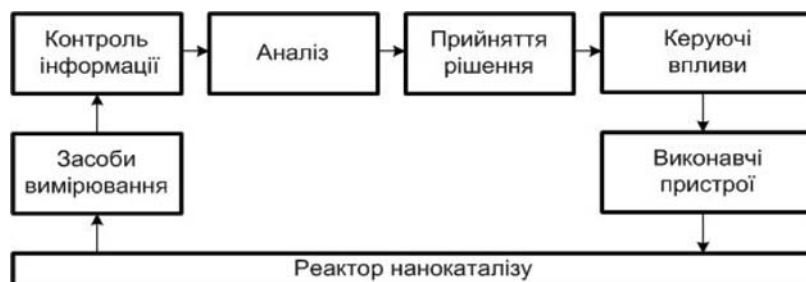 Контроль
інформації
Аналіз
Прийняття
рішення
Керуючі
впливи
Засоби
вимірювання
Виконавчі
пристрої
Реактор нанокаталізу